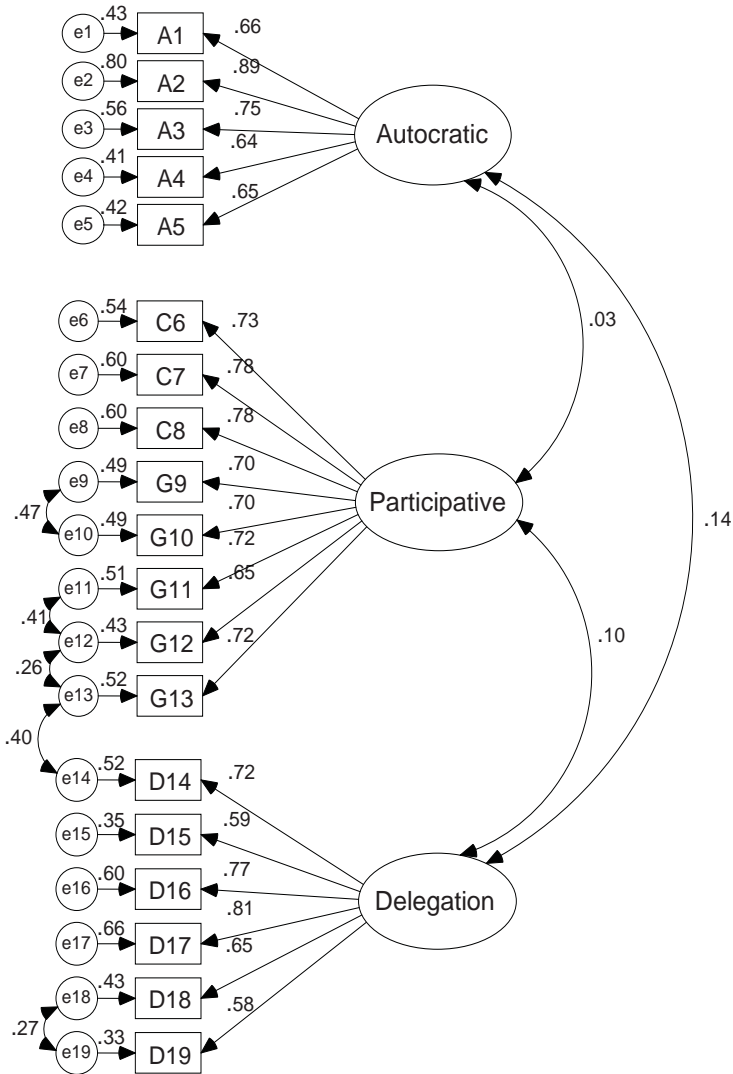 .43
e1
A1
.66
.80
e2
A2
.89
.56
e3
A3
.75
Autocratic
.41
e4
A4
.64
.42
e5
A5
.65
.54
e6
C6
.73
.03
.60
e7
C7
.78
.60
e8
C8
.78
.49
e9
G9
.70
Participative
.47
.49
e10
G10
.70
.14
.51
e11
G11
.72
.41
.43
e12
G12
.65
.10
.26
.52
e13
G13
.72
.40
.52
e14
D14
.72
.35
e15
D15
.59
.60
e16
D16
.77
Delegation
.66
e17
D17
.81
.43
e18
D18
.65
.27
.33
e19
D19
.58